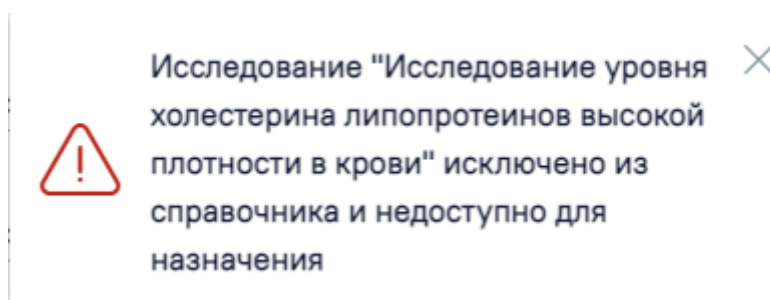 Исследование "Исследование уровня
холестерина липопротеинов высокой
плотности в крови" исключено из
справочника и недоступно для
назначения